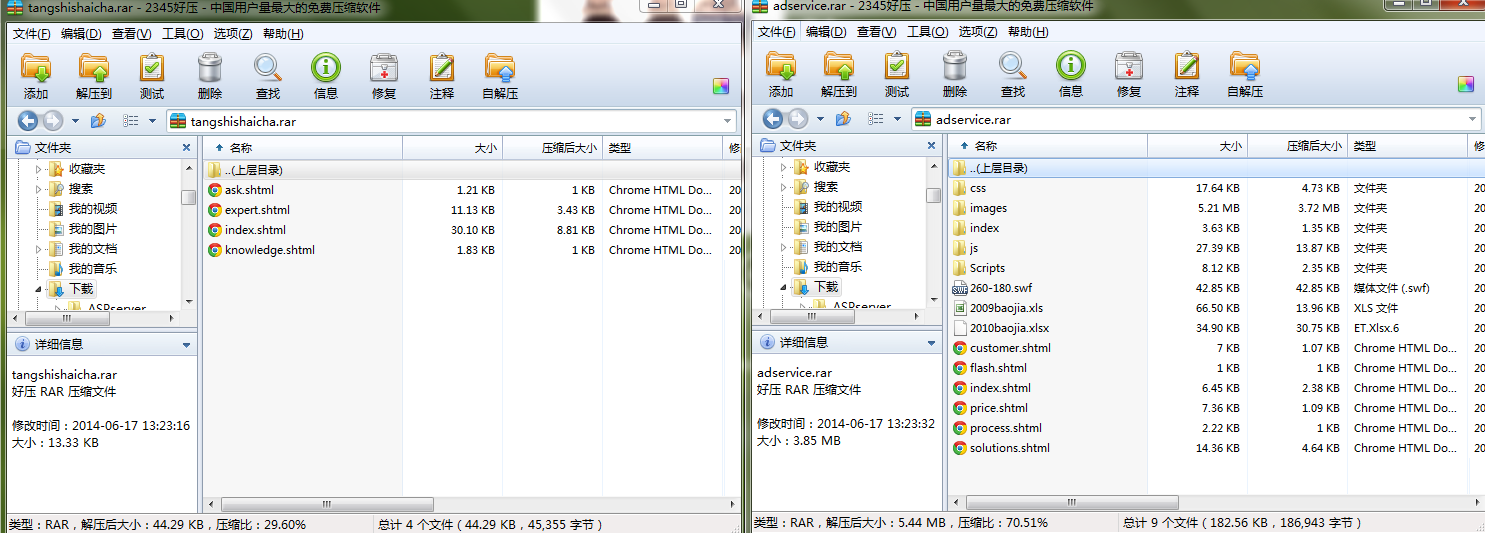 tangshishaicha.rar - 2345好压 - 中国用户量最大的免费压缩软件
文件(F) 编辑(D) 查看(V) 工具(O) 选项(Z) 帮助(H)
添加 解压到 测试 删除 查找 信息 修复 注释 自解压
tangshishaicha.rar
文件夹
收藏夹
搜索
我的视频
我的图片
我的文档
我的音乐
下载
ASPserver
名称 大小 压缩后大小 类型 修
..(上层目录)
ask.shtml 1.21 KB 1 KB Chrome HTML Do... 20
expert.shtml 11.13 KB 3.43 KB Chrome HTML Do... 20
index.shtml 30.10 KB 8.81 KB Chrome HTML Do... 20
knowledge.shtml 1.83 KB 1 KB Chrome HTML Do... 20
详细信息
tangshishaicha.rar
好压 RAR 压缩文件
修改时间：2014-06-17 13:23:16
大小：13.33 KB
类型：RAR，解压后大小：44.29 KB，压缩比：29.60% 总计 4 个文件（44.29 KB，45,355 字节）
adservice.rar - 2345好压 - 中国用户量最大的免费压缩软件
文件(F) 编辑(D) 查看(V) 工具(O) 选项(Z) 帮助(H)
添加 解压到 测试 删除 查找 信息 修复 注释 自解压
adservice.rar
文件夹
收藏夹
搜索
我的视频
我的图片
我的文档
我的音乐
下载
ASPserver
名称 大小 压缩后大小 类型 修
..(上层目录)
css 17.64 KB 4.73 KB 文件夹 20
images 5.21 MB 3.72 MB 文件夹 20
index 3.63 KB 1.35 KB 文件夹 20
js 27.39 KB 13.87 KB 文件夹 20
Scripts 8.12 KB 2.35 KB 文件夹 20
260-180.swf 42.85 KB 42.85 KB 媒体文件 (.swf) 20
2009baojia.xls 66.50 KB 13.96 KB XLS 文件 20
2010baojia.xlsx 34.90 KB 30.75 KB ET.Xlsx.6 20
customer.shtml 7 KB 1.07 KB Chrome HTML Do... 20
flash.shtml 1 KB 1 KB Chrome HTML Do... 20
index.shtml 6.45 KB 2.38 KB Chrome HTML Do... 20
price.shtml 7.36 KB 1.09 KB Chrome HTML Do... 20
process.shtml 2.22 KB 1 KB Chrome HTML Do... 20
solutions.shtml 14.36 KB 4.64 KB Chrome HTML Do... 20
详细信息
adservice.rar
好压 RAR 压缩文件
修改时间：2014-06-17 13:23:32
大小：3.85 MB
类型：RAR，解压后大小：5.44 MB，压缩比：70.51% 总计 9 个文件（182.56 KB，186,943 字节）